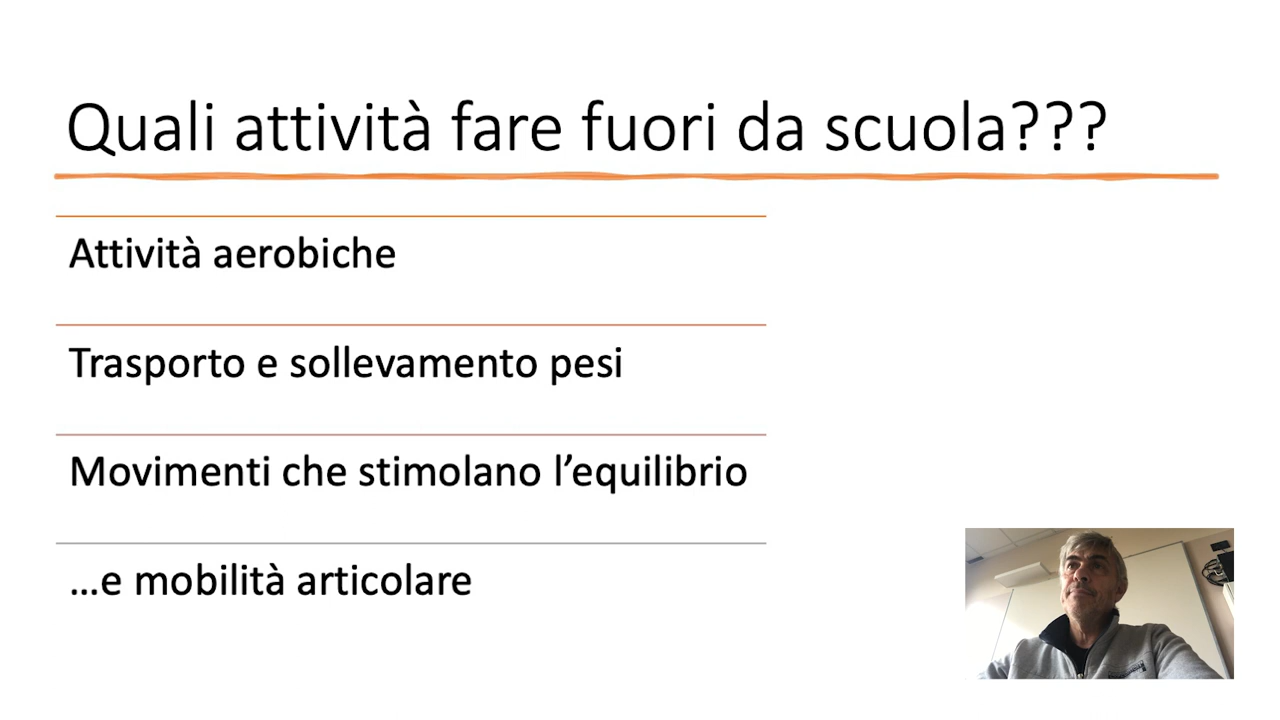 Quali attività fare fuori da scuola???
Attività aerobiche
Trasporto e sollevamento pesi
Movimenti che stimolano l’equilibrio
…e mobilità articolare